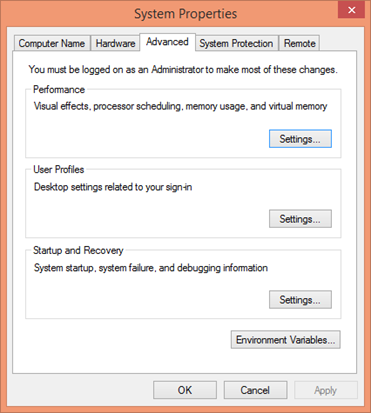 System Properties
Computer Name Hardware Advanced System Protection Remote
You must be logged on as an Administrator to make most of these changes.
Performance
Visual effects, processor scheduling, memory usage, and virtual memory
Settings...
User Profiles
Desktop settings related to your sign-in
Settings...
Startup and Recovery
System startup, system failure, and debugging information
Settings...
Environment Variables...
OK Cancel Apply